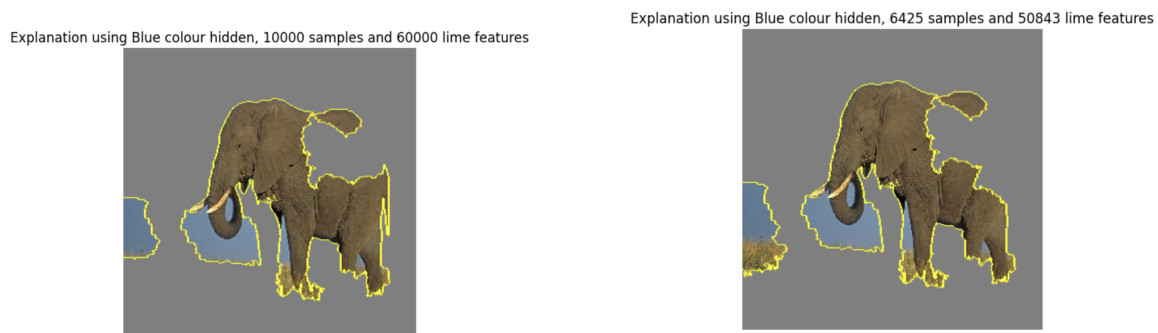 Explanation using Blue colour hidden, 10000 samples and 60000 lime features
Explanation using Blue colour hidden, 6425 samples and 50843 lime features